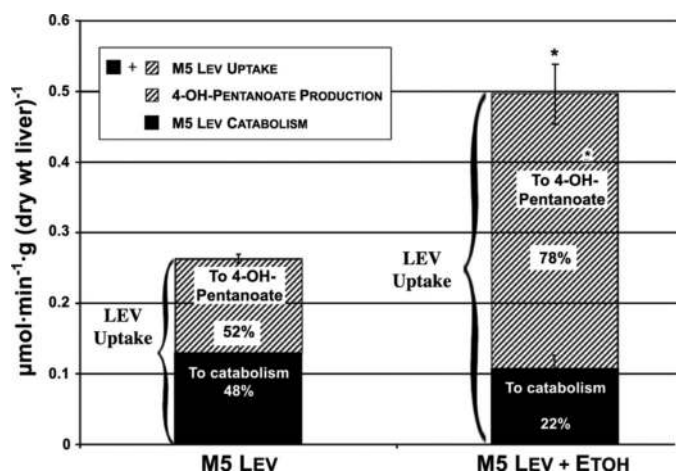 0.6
0.5
0.4
0.3
0.2
0.1
0
µmol·min⁻¹·g (dry wt liver)⁻¹
+ M5 LEV UPTAKE
4-OH-PENTANOATE PRODUCTION
M5 LEV CATABOLISM
LEV
Uptake
To 4-OH-
Pentanoate
52%
To catabolism
48%
M5 LEV
*
LEV
Uptake
*
To 4-OH-
Pentanoate
78%
To catabolism
22%
M5 LEV + ETOH